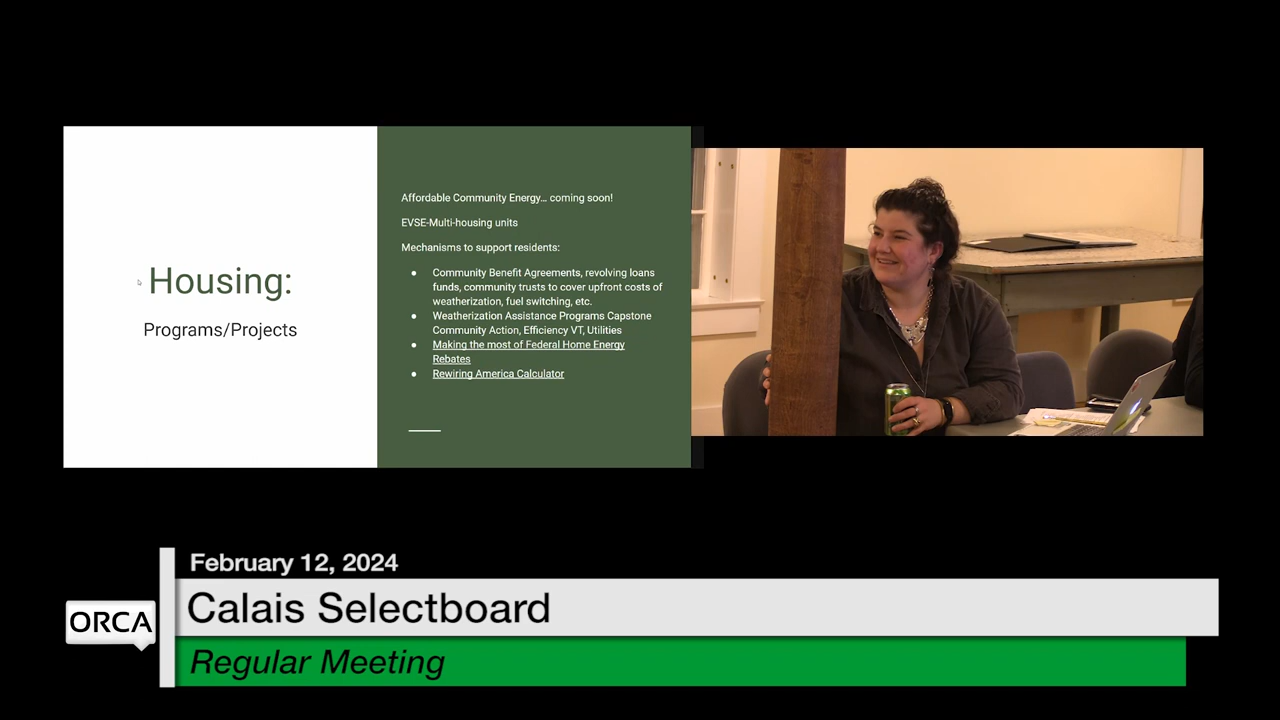 Housing:
Programs/Projects
Affordable Community Energy... coming soon!
EVSE-Multi-housing units
Mechanisms to support residents:
● Community Benefit Agreements, revolving loans
funds, community trusts to cover upfront costs of
weatherization, fuel switching, etc.
● Weatherization Assistance Programs Capstone
Community Action, Efficiency VT, Utilities
● Making the most of Federal Home Energy
Rebates
● Rewiring America Calculator
February 12, 2024
ORCA
Calais Selectboard
Regular Meeting